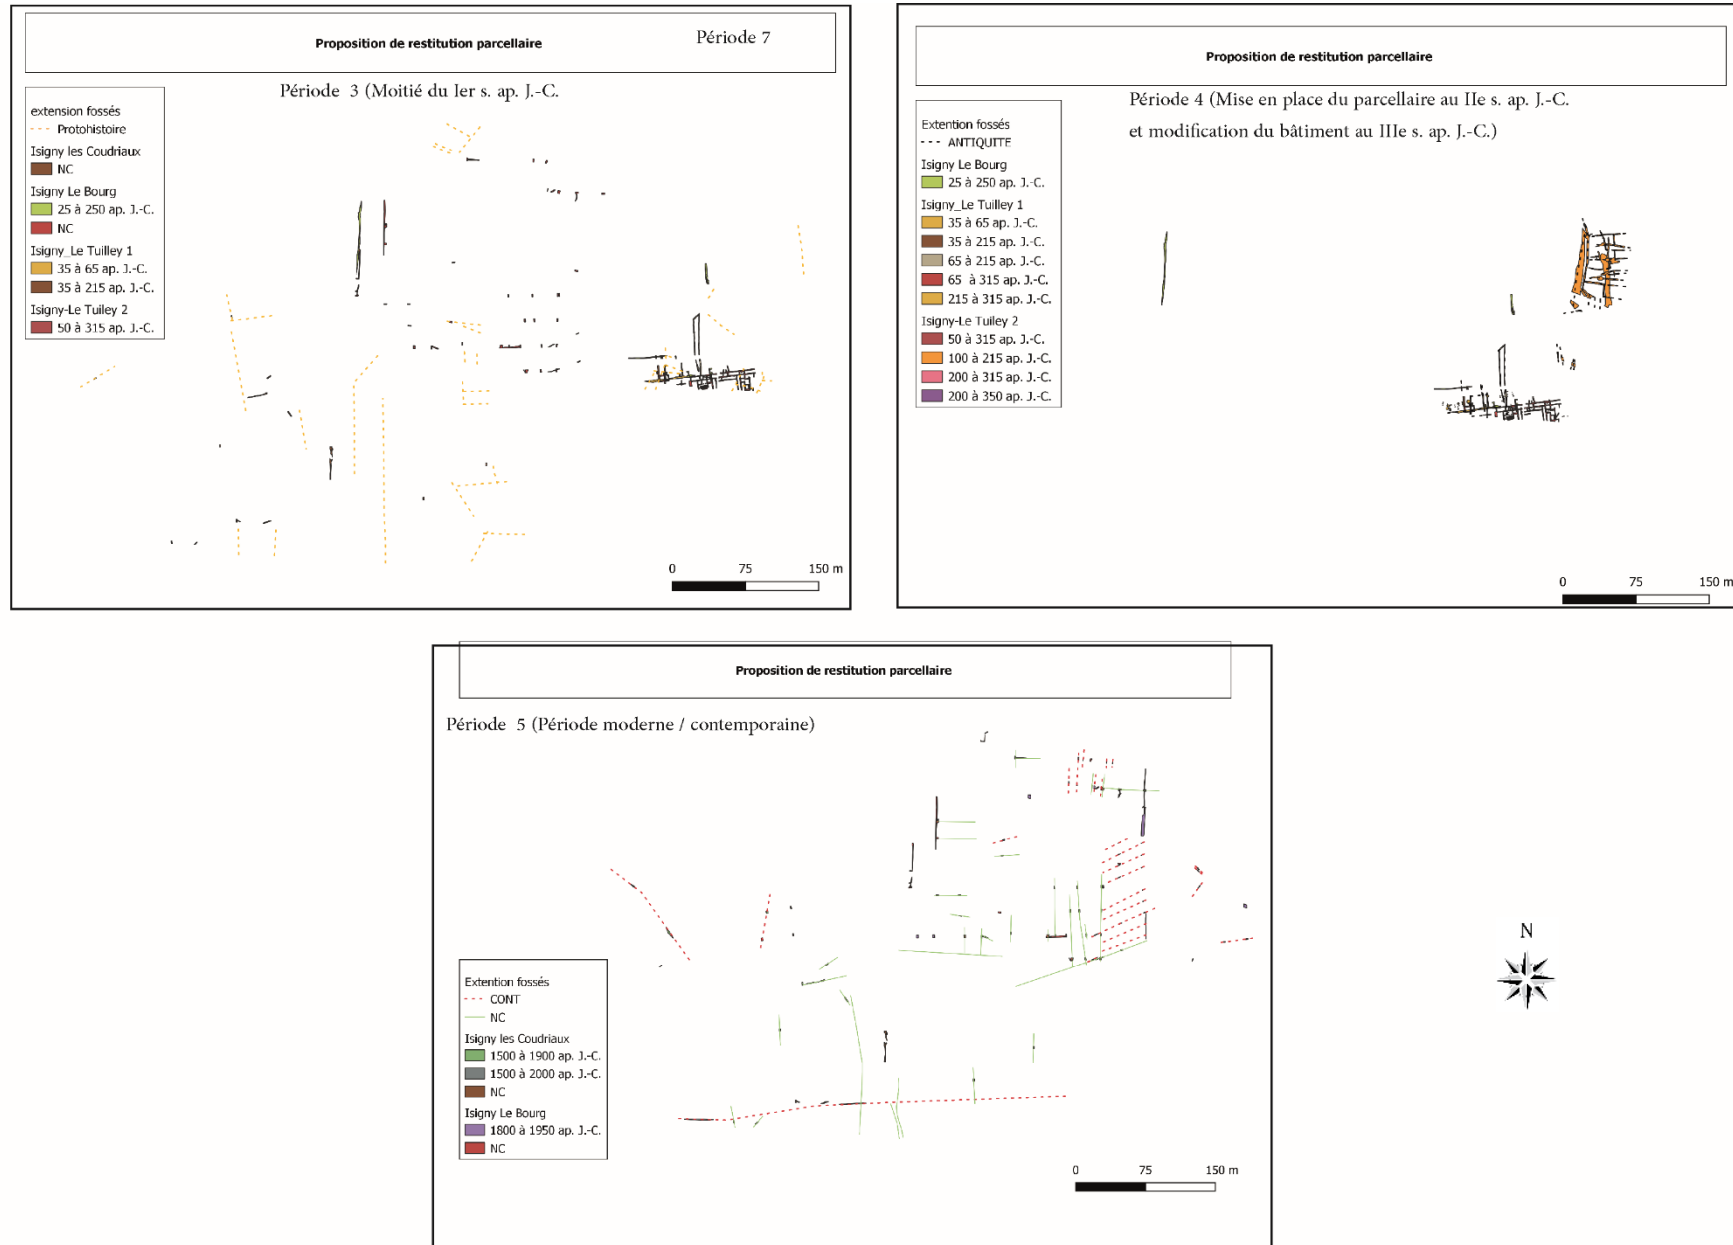 Proposition de restitution parcellaire
Période 7
Période 3 (Moitié du Ier s. ap. J.-C.
extension fossés
Protohistoire
Isigny les Coudriaux
NC
Isigny Le Bourg
25 à 250 ap. J.-C.
NC
Isigny_Le Tuilley 1
35 à 65 ap. J.-C.
35 à 215 ap. J.-C.
Isigny-Le Tuiley 2
50 à 315 ap. J.-C.
0 75 150 m
Proposition de restitution parcellaire
Période 4 (Mise en place du parcellaire au IIe s. ap. J.-C.
et modification du bâtiment au IIIe s. ap. J.-C.)
Extention fossés
ANTIQUITE
Isigny Le Bourg
25 à 250 ap. J.-C.
Isigny_Le Tuilley 1
35 à 65 ap. J.-C.
35 à 215 ap. J.-C.
65 à 215 ap. J.-C.
65 à 315 ap. J.-C.
215 à 315 ap. J.-C.
Isigny-Le Tuiley 2
50 à 315 ap. J.-C.
100 à 215 ap. J.-C.
200 à 315 ap. J.-C.
200 à 350 ap. J.-C.
0 75 150 m
Proposition de restitution parcellaire
Période 5 (Période moderne / contemporaine)
Extention fossés
CONT
NC
Isigny les Coudriaux
1500 à 1900 ap. J.-C.
1500 à 2000 ap. J.-C.
NC
Isigny Le Bourg
1800 à 1950 ap. J.-C.
NC
0 75 150 m
N